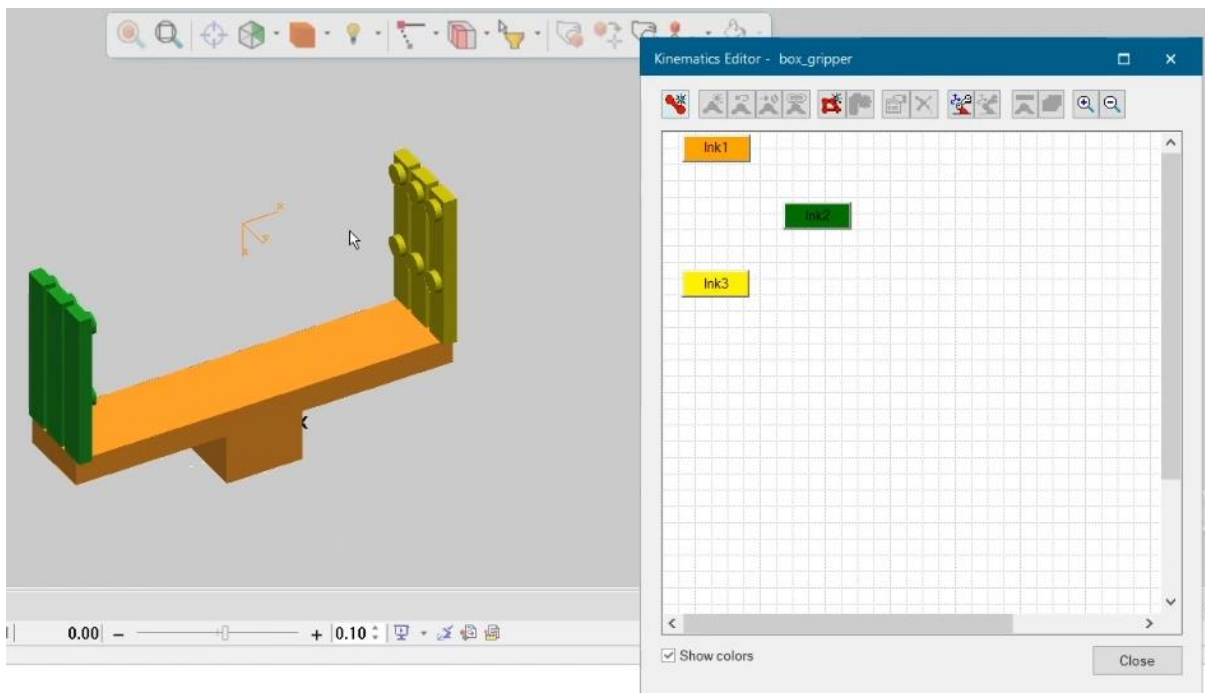 Kinematics Editor - box_gripper
lnk1
lnk2
lnk3
0.00
0.10
Show colors
Close